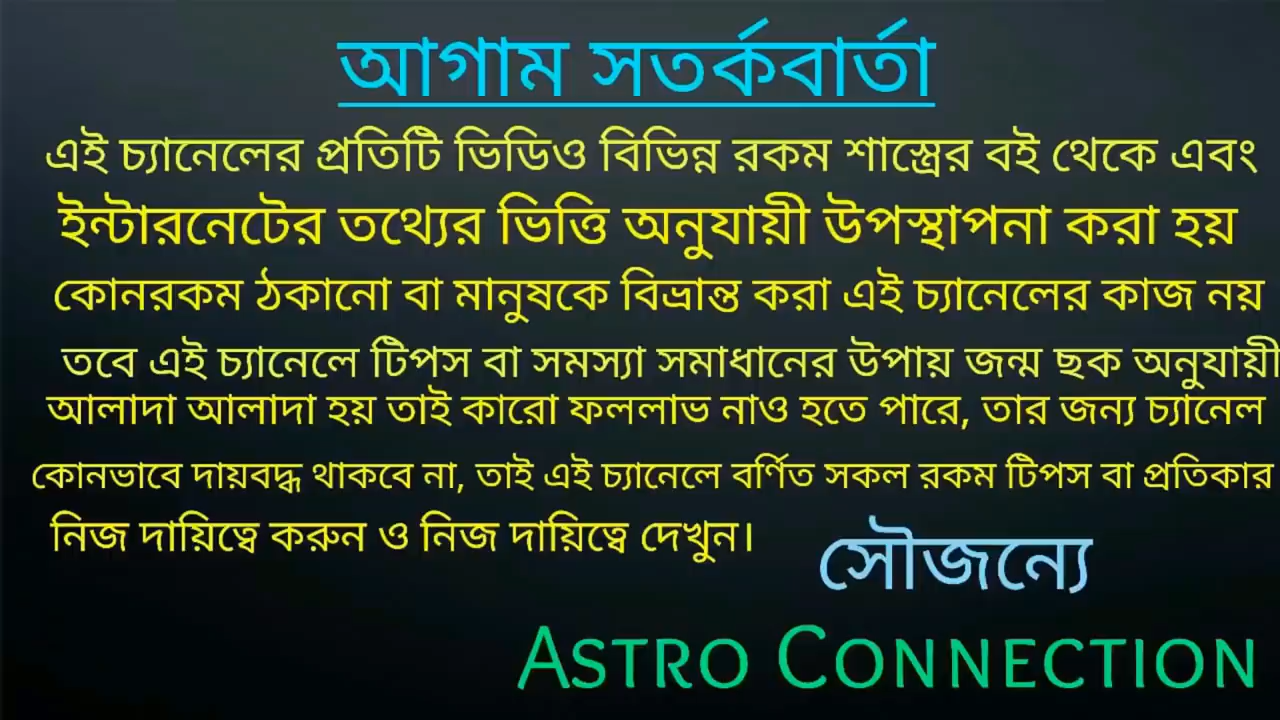 আগাম সতর্কবার্তা
এই চ্যানেলের প্রতিটি ভিডিও বিভিন্ন রকম শাস্ত্রের বই থেকে এবং
ইন্টারনেটের তথ্যের ভিত্তি অনুযায়ী উপস্থাপনা করা হয়
কোনরকম ঠকানো বা মানুষকে বিভ্রান্ত করা এই চ্যানেলের কাজ নয়
তবে এই চ্যানেলে টিপস বা সমস্যা সমাধানের উপায় জন্ম ছক অনুযায়ী
আলাদা আলাদা হয় তাই কারো ফললাভ নাও হতে পারে, তার জন্য চ্যানেল
কোনভাবে দায়বদ্ধ থাকবে না, তাই এই চ্যানেলে বর্ণিত সকল রকম টিপস বা প্রতিকার
নিজ দায়িত্বে করুন ও নিজ দায়িত্বে দেখুন।
সৌজন্যে
ASTRO CONNECTION